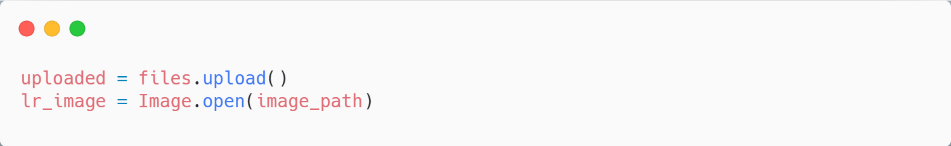 uploaded = files.upload()
lr_image = Image.open(image_path)